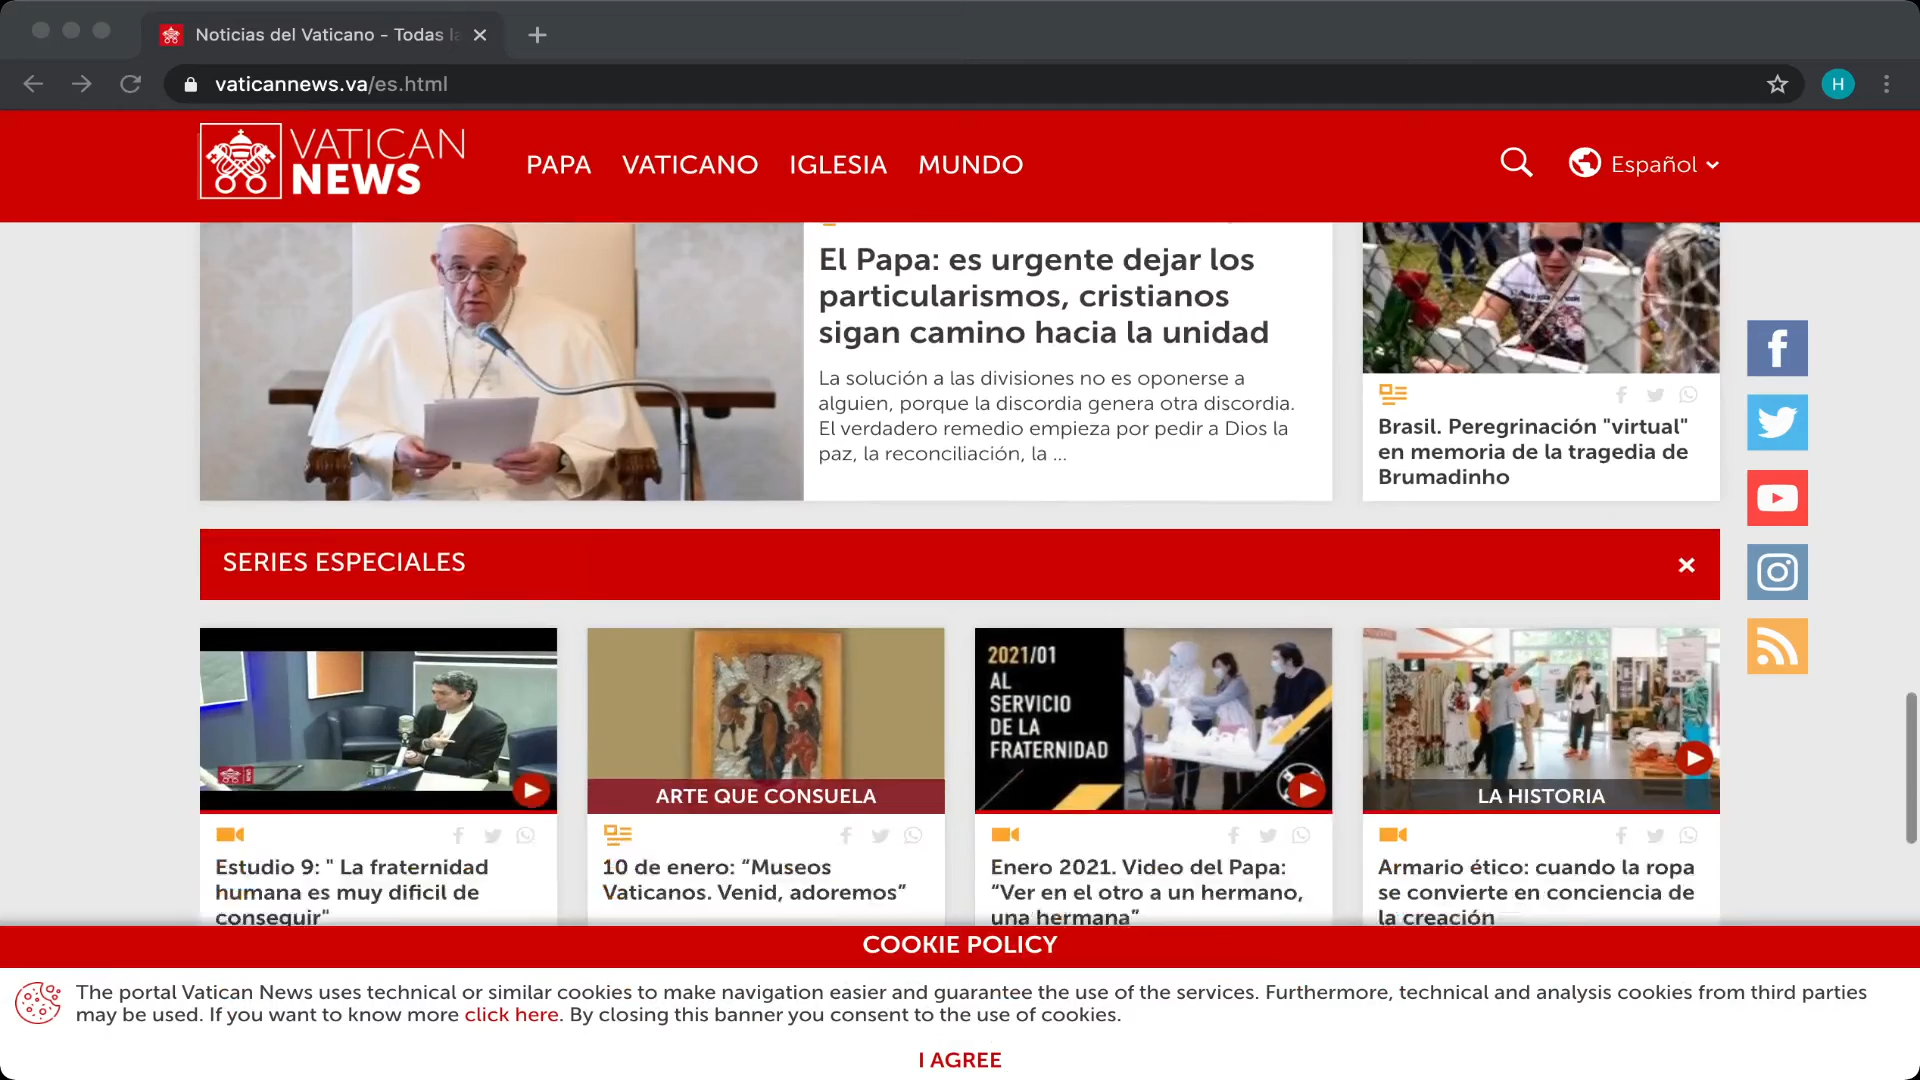 Noticias del Vaticano - Todas la
vaticannews.va/es.html
H
VATICAN
NEWS
PAPA VATICANO IGLESIA MUNDO
Español
El Papa: es urgente dejar los
particularismos, cristianos
sigan camino hacia la unidad
La solución a las divisiones no es oponerse a
alguien, porque la discordia genera otra discordia.
El verdadero remedio empieza por pedir a Dios la
paz, la reconciliación, la ...
Brasil. Peregrinación "virtual"
en memoria de la tragedia de
Brumadinho
SERIES ESPECIALES
Estudio 9: " La fraternidad
humana es muy dificil de
conseguir"
ARTE QUE CONSUELA
10 de enero: “Museos
Vaticanos. Venid, adoremos”
2021/01
AL
SERVICIO
DE LA
FRATERNIDAD
Enero 2021. Video del Papa:
“Ver en el otro a un hermano,
una hermana”
LA HISTORIA
Armario ético: cuando la ropa
se convierte en conciencia de
la creación
COOKIE POLICY
The portal Vatican News uses technical or similar cookies to make navigation easier and guarantee the use of the services. Furthermore, technical and analysis cookies from third parties
may be used. If you want to know more click here. By closing this banner you consent to the use of cookies.
I AGREE